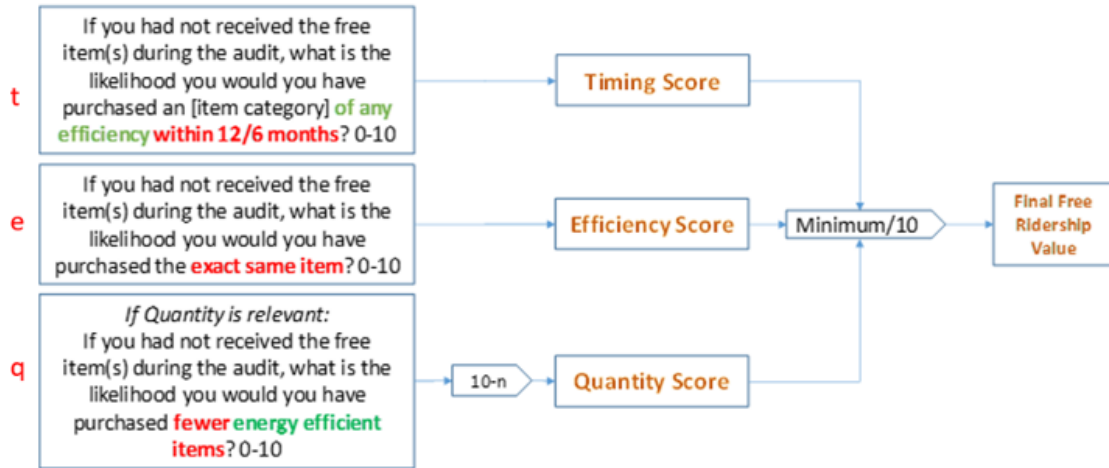 t
If you had not received the free
item(s) during the audit, what is the
likelihood you would you have
purchased an [item category] of any
efficiency within 12/6 months? 0-10
Timing Score
e
If you had not received the free
item(s) during the audit, what is the
likelihood you would you have
purchased the exact same item? 0-10
Efficiency Score
Minimum/10
Final Free
Ridership
Value
q
If Quantity is relevant:
If you had not received the free
item(s) during the audit, what is the
likelihood you would you have
purchased fewer energy efficient
items? 0-10
10-n
Quantity Score